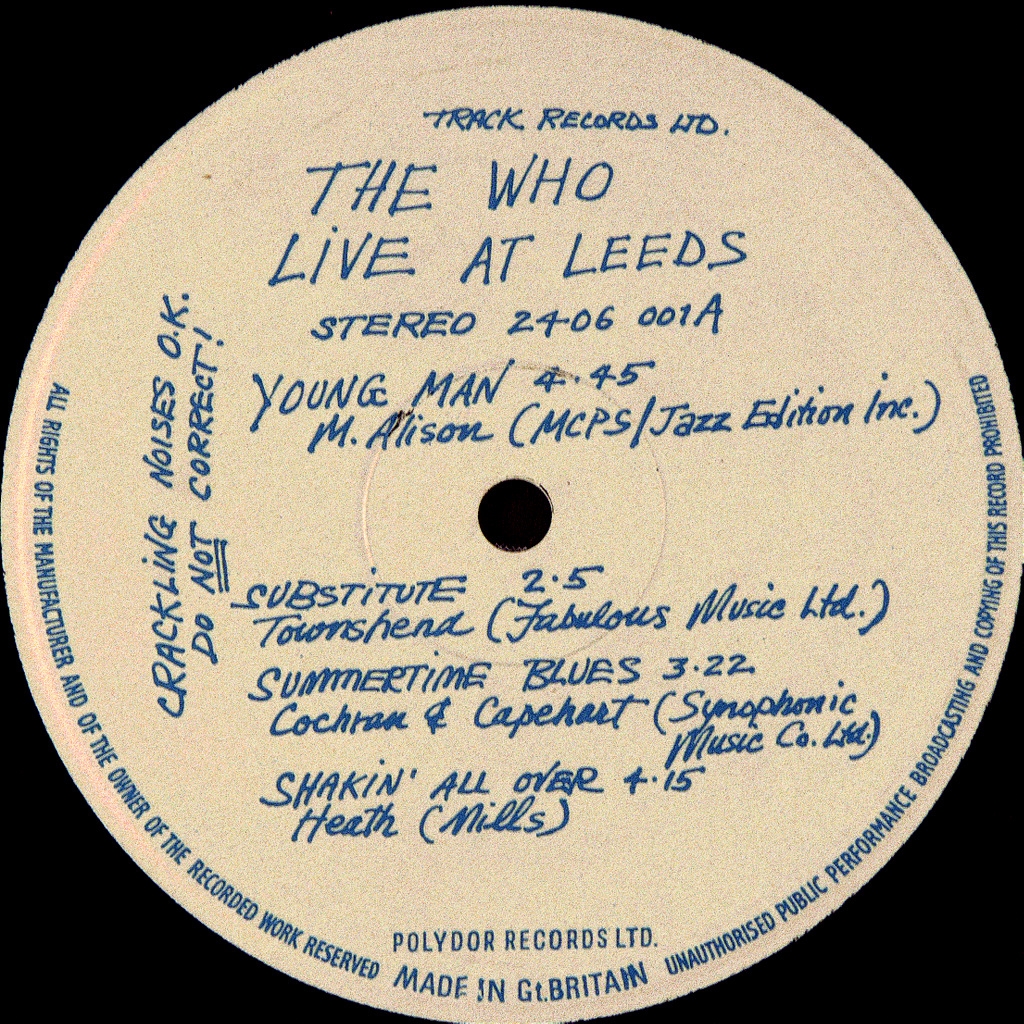 TRACK RECORDS LTD.
THE WHO
LiVE AT LEEDS
STEREO 2406 001A
YOUNG MAN 4.45
M. Alison (MCPS/Jazz Edition Inc.)
SUBSTiTUTE 2.5
Townshend (Fabulous Music Ltd.)
SUMMERTIME BLUES 3.22
Cochran & Capehart (Synophonic
Music Co. Ltd.)
SHAKiN' ALL OVER 4.15
Heath (Mills)
CRACKLiNG NOiSES O.K.
DO NOT CORRECT!
POLYDOR RECORDS LTD.
MADE IN Gt.BRITAIN
ALL RIGHTS OF THE MANUFACTURER AND OF THE OWNER OF THE RECORDED WORK RESERVED
UNAUTHORISED PUBLIC PERFORMANCE BROADCASTING AND COPYING OF THIS RECORD PROHIBITED